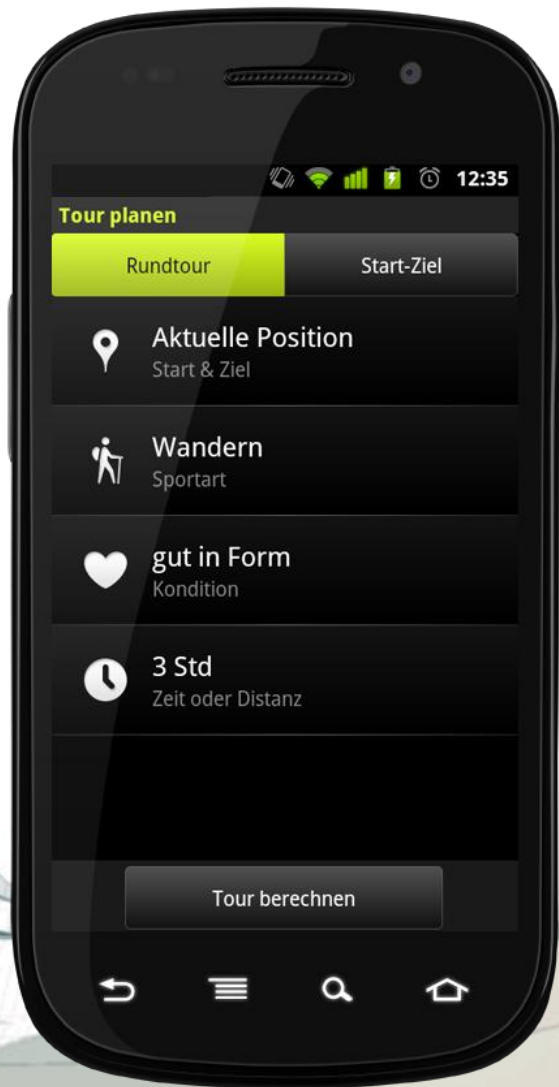 12:35
Tour planen
Rundtour Start-Ziel
Aktuelle Position
Start & Ziel
Wandern
Sportart
gut in Form
Kondition
3 Std
Zeit oder Distanz
Tour berechnen